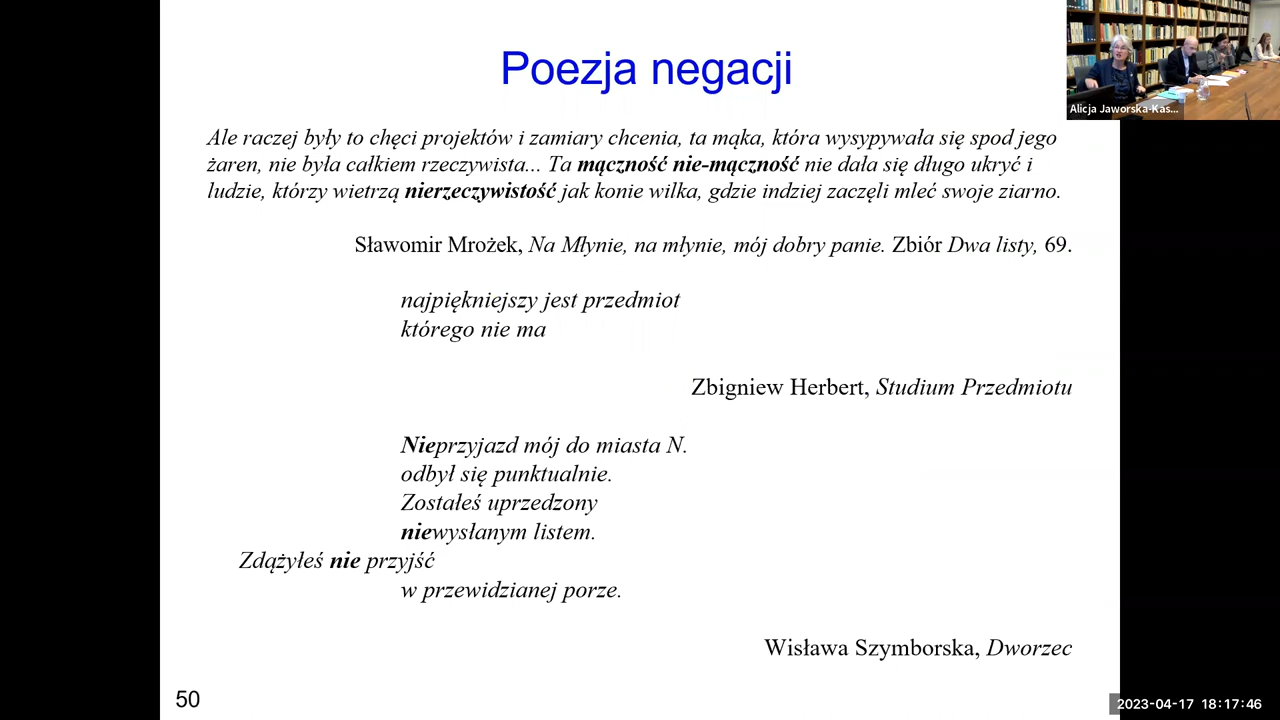 Poezja negacji
Ale raczej były to chęci projektów i zamiary chcenia, ta mąka, która wysypywała się spod jego
żaren, nie była całkiem rzeczywista... Ta mączność nie-mączność nie dała się długo ukryć i
ludzie, którzy wietrzą nierzeczywistość jak konie wilka, gdzie indziej zaczęli mleć swoje ziarno.
Sławomir Mrożek, Na Młynie, na młynie, mój dobry panie. Zbiór Dwa listy, 69.
najpiękniejszy jest przedmiot
którego nie ma
Zbigniew Herbert, Studium Przedmiotu
Nieprzyjazd mój do miasta N.
odbył się punktualnie.
Zostałeś uprzedzony
niewysłanym listem.
Zdążyłeś nie przyjść
w przewidzianej porze.
Wisława Szymborska, Dworzec
50
Alicja Jaworska-Kas...
2023-04-17 18:17:46